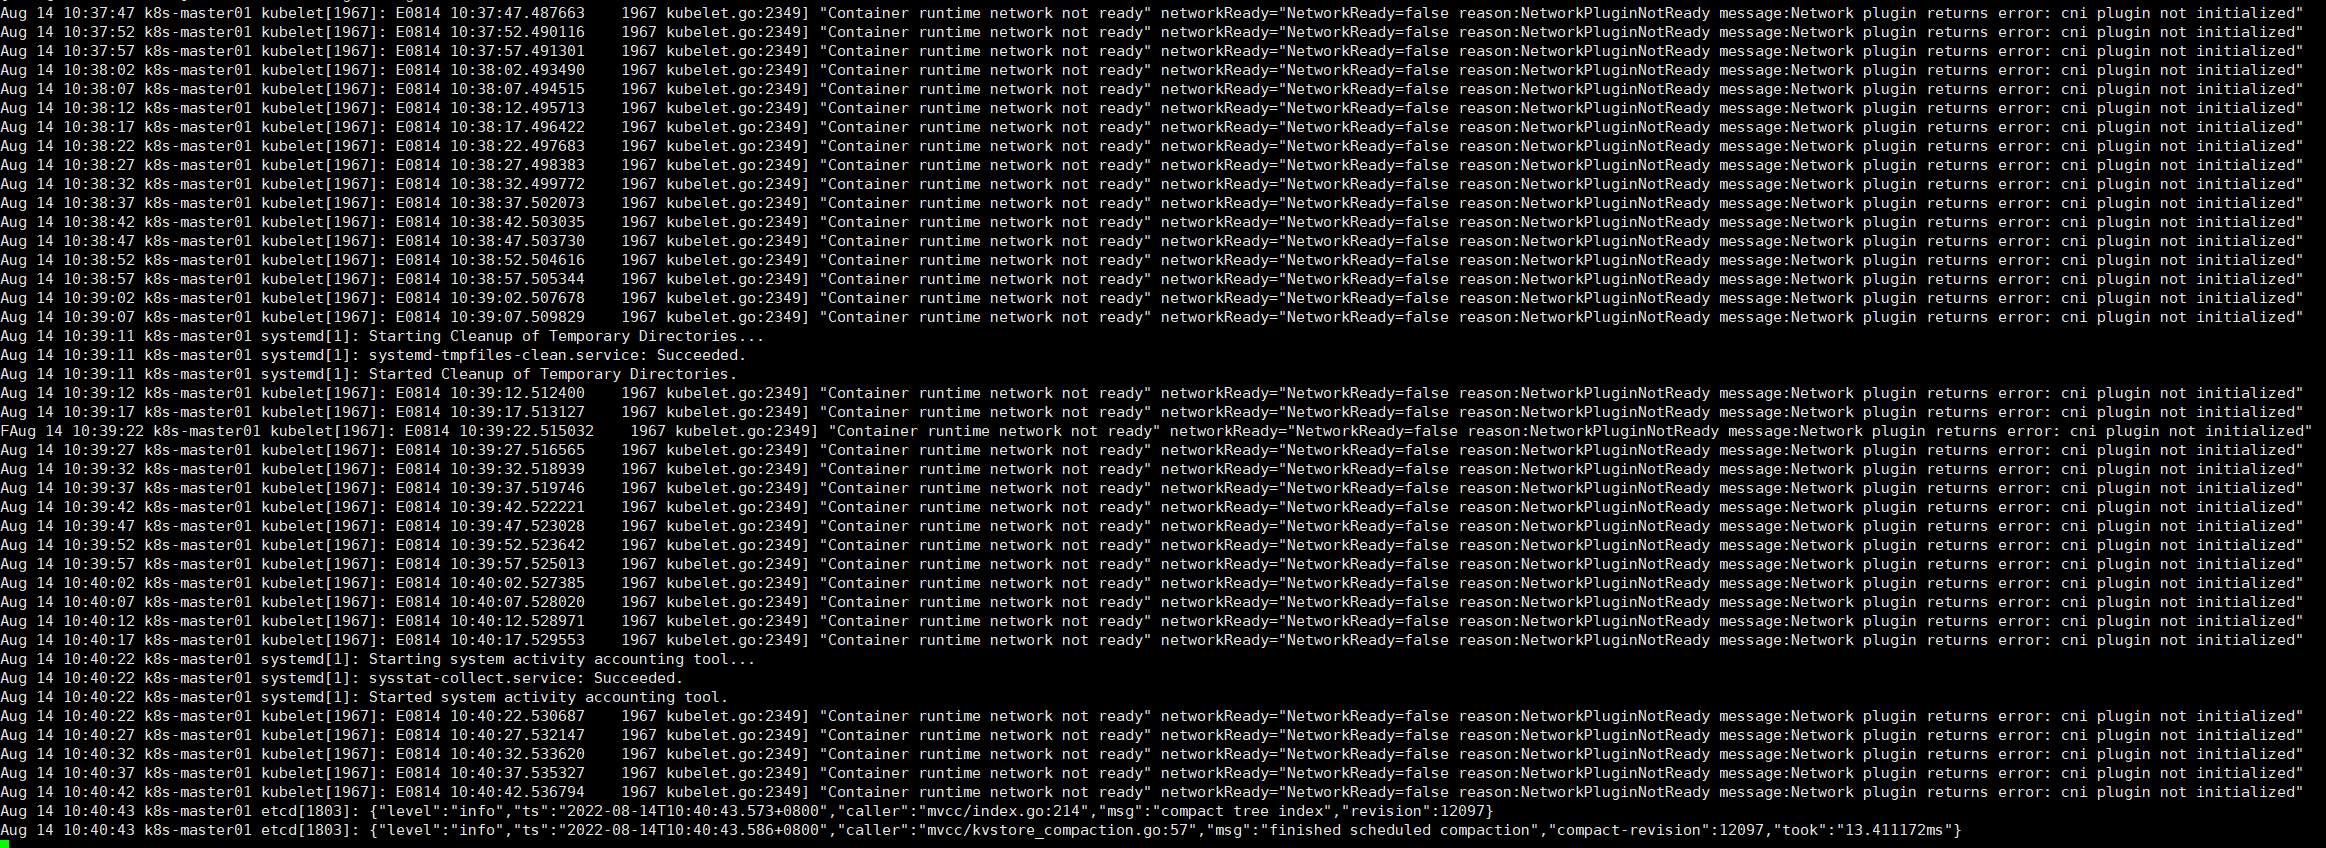 Aug 14 10:37:47 k8s-master01 kubelet[1967]: E0814 10:37:47.487663    1967 kubelet.go:2349] "Container runtime network not ready" networkReady="NetworkReady=false reason:NetworkPluginNotReady message:Network plugin returns error: cni plugin not initialized"
Aug 14 10:37:52 k8s-master01 kubelet[1967]: E0814 10:37:52.490116    1967 kubelet.go:2349] "Container runtime network not ready" networkReady="NetworkReady=false reason:NetworkPluginNotReady message:Network plugin returns error: cni plugin not initialized"
Aug 14 10:37:57 k8s-master01 kubelet[1967]: E0814 10:37:57.491301    1967 kubelet.go:2349] "Container runtime network not ready" networkReady="NetworkReady=false reason:NetworkPluginNotReady message:Network plugin returns error: cni plugin not initialized"
Aug 14 10:38:02 k8s-master01 kubelet[1967]: E0814 10:38:02.493490    1967 kubelet.go:2349] "Container runtime network not ready" networkReady="NetworkReady=false reason:NetworkPluginNotReady message:Network plugin returns error: cni plugin not initialized"
Aug 14 10:38:07 k8s-master01 kubelet[1967]: E0814 10:38:07.494515    1967 kubelet.go:2349] "Container runtime network not ready" networkReady="NetworkReady=false reason:NetworkPluginNotReady message:Network plugin returns error: cni plugin not initialized"
Aug 14 10:38:12 k8s-master01 kubelet[1967]: E0814 10:38:12.495713    1967 kubelet.go:2349] "Container runtime network not ready" networkReady="NetworkReady=false reason:NetworkPluginNotReady message:Network plugin returns error: cni plugin not initialized"
Aug 14 10:38:17 k8s-master01 kubelet[1967]: E0814 10:38:17.496422    1967 kubelet.go:2349] "Container runtime network not ready" networkReady="NetworkReady=false reason:NetworkPluginNotReady message:Network plugin returns error: cni plugin not initialized"
Aug 14 10:38:22 k8s-master01 kubelet[1967]: E0814 10:38:22.497683    1967 kubelet.go:2349] "Container runtime network not ready" networkReady="NetworkReady=false reason:NetworkPluginNotReady message:Network plugin returns error: cni plugin not initialized"
Aug 14 10:38:27 k8s-master01 kubelet[1967]: E0814 10:38:27.498383    1967 kubelet.go:2349] "Container runtime network not ready" networkReady="NetworkReady=false reason:NetworkPluginNotReady message:Network plugin returns error: cni plugin not initialized"
Aug 14 10:38:32 k8s-master01 kubelet[1967]: E0814 10:38:32.499772    1967 kubelet.go:2349] "Container runtime network not ready" networkReady="NetworkReady=false reason:NetworkPluginNotReady message:Network plugin returns error: cni plugin not initialized"
Aug 14 10:38:37 k8s-master01 kubelet[1967]: E0814 10:38:37.502073    1967 kubelet.go:2349] "Container runtime network not ready" networkReady="NetworkReady=false reason:NetworkPluginNotReady message:Network plugin returns error: cni plugin not initialized"
Aug 14 10:38:42 k8s-master01 kubelet[1967]: E0814 10:38:42.503035    1967 kubelet.go:2349] "Container runtime network not ready" networkReady="NetworkReady=false reason:NetworkPluginNotReady message:Network plugin returns error: cni plugin not initialized"
Aug 14 10:38:47 k8s-master01 kubelet[1967]: E0814 10:38:47.503730    1967 kubelet.go:2349] "Container runtime network not ready" networkReady="NetworkReady=false reason:NetworkPluginNotReady message:Network plugin returns error: cni plugin not initialized"
Aug 14 10:38:52 k8s-master01 kubelet[1967]: E0814 10:38:52.504616    1967 kubelet.go:2349] "Container runtime network not ready" networkReady="NetworkReady=false reason:NetworkPluginNotReady message:Network plugin returns error: cni plugin not initialized"
Aug 14 10:38:57 k8s-master01 kubelet[1967]: E0814 10:38:57.505344    1967 kubelet.go:2349] "Container runtime network not ready" networkReady="NetworkReady=false reason:NetworkPluginNotReady message:Network plugin returns error: cni plugin not initialized"
Aug 14 10:39:02 k8s-master01 kubelet[1967]: E0814 10:39:02.507678    1967 kubelet.go:2349] "Container runtime network not ready" networkReady="NetworkReady=false reason:NetworkPluginNotReady message:Network plugin returns error: cni plugin not initialized"
Aug 14 10:39:07 k8s-master01 kubelet[1967]: E0814 10:39:07.509829    1967 kubelet.go:2349] "Container runtime network not ready" networkReady="NetworkReady=false reason:NetworkPluginNotReady message:Network plugin returns error: cni plugin not initialized"
Aug 14 10:39:11 k8s-master01 systemd[1]: Starting Cleanup of Temporary Directories...
Aug 14 10:39:11 k8s-master01 systemd[1]: systemd-tmpfiles-clean.service: Succeeded.
Aug 14 10:39:11 k8s-master01 systemd[1]: Started Cleanup of Temporary Directories.
Aug 14 10:39:12 k8s-master01 kubelet[1967]: E0814 10:39:12.512400    1967 kubelet.go:2349] "Container runtime network not ready" networkReady="NetworkReady=false reason:NetworkPluginNotReady message:Network plugin returns error: cni plugin not initialized"
Aug 14 10:39:17 k8s-master01 kubelet[1967]: E0814 10:39:17.513127    1967 kubelet.go:2349] "Container runtime network not ready" networkReady="NetworkReady=false reason:NetworkPluginNotReady message:Network plugin returns error: cni plugin not initialized"
FAug 14 10:39:22 k8s-master01 kubelet[1967]: E0814 10:39:22.515032    1967 kubelet.go:2349] "Container runtime network not ready" networkReady="NetworkReady=false reason:NetworkPluginNotReady message:Network plugin returns error: cni plugin not initialized"
Aug 14 10:39:27 k8s-master01 kubelet[1967]: E0814 10:39:27.516565    1967 kubelet.go:2349] "Container runtime network not ready" networkReady="NetworkReady=false reason:NetworkPluginNotReady message:Network plugin returns error: cni plugin not initialized"
Aug 14 10:39:32 k8s-master01 kubelet[1967]: E0814 10:39:32.518939    1967 kubelet.go:2349] "Container runtime network not ready" networkReady="NetworkReady=false reason:NetworkPluginNotReady message:Network plugin returns error: cni plugin not initialized"
Aug 14 10:39:37 k8s-master01 kubelet[1967]: E0814 10:39:37.519746    1967 kubelet.go:2349] "Container runtime network not ready" networkReady="NetworkReady=false reason:NetworkPluginNotReady message:Network plugin returns error: cni plugin not initialized"
Aug 14 10:39:42 k8s-master01 kubelet[1967]: E0814 10:39:42.522221    1967 kubelet.go:2349] "Container runtime network not ready" networkReady="NetworkReady=false reason:NetworkPluginNotReady message:Network plugin returns error: cni plugin not initialized"
Aug 14 10:39:47 k8s-master01 kubelet[1967]: E0814 10:39:47.523028    1967 kubelet.go:2349] "Container runtime network not ready" networkReady="NetworkReady=false reason:NetworkPluginNotReady message:Network plugin returns error: cni plugin not initialized"
Aug 14 10:39:52 k8s-master01 kubelet[1967]: E0814 10:39:52.523642    1967 kubelet.go:2349] "Container runtime network not ready" networkReady="NetworkReady=false reason:NetworkPluginNotReady message:Network plugin returns error: cni plugin not initialized"
Aug 14 10:39:57 k8s-master01 kubelet[1967]: E0814 10:39:57.525013    1967 kubelet.go:2349] "Container runtime network not ready" networkReady="NetworkReady=false reason:NetworkPluginNotReady message:Network plugin returns error: cni plugin not initialized"
Aug 14 10:40:02 k8s-master01 kubelet[1967]: E0814 10:40:02.527385    1967 kubelet.go:2349] "Container runtime network not ready" networkReady="NetworkReady=false reason:NetworkPluginNotReady message:Network plugin returns error: cni plugin not initialized"
Aug 14 10:40:07 k8s-master01 kubelet[1967]: E0814 10:40:07.528020    1967 kubelet.go:2349] "Container runtime network not ready" networkReady="NetworkReady=false reason:NetworkPluginNotReady message:Network plugin returns error: cni plugin not initialized"
Aug 14 10:40:12 k8s-master01 kubelet[1967]: E0814 10:40:12.528971    1967 kubelet.go:2349] "Container runtime network not ready" networkReady="NetworkReady=false reason:NetworkPluginNotReady message:Network plugin returns error: cni plugin not initialized"
Aug 14 10:40:17 k8s-master01 kubelet[1967]: E0814 10:40:17.529553    1967 kubelet.go:2349] "Container runtime network not ready" networkReady="NetworkReady=false reason:NetworkPluginNotReady message:Network plugin returns error: cni plugin not initialized"
Aug 14 10:40:22 k8s-master01 systemd[1]: Starting system activity accounting tool...
Aug 14 10:40:22 k8s-master01 systemd[1]: sysstat-collect.service: Succeeded.
Aug 14 10:40:22 k8s-master01 systemd[1]: Started system activity accounting tool.
Aug 14 10:40:22 k8s-master01 kubelet[1967]: E0814 10:40:22.530687    1967 kubelet.go:2349] "Container runtime network not ready" networkReady="NetworkReady=false reason:NetworkPluginNotReady message:Network plugin returns error: cni plugin not initialized"
Aug 14 10:40:27 k8s-master01 kubelet[1967]: E0814 10:40:27.532147    1967 kubelet.go:2349] "Container runtime network not ready" networkReady="NetworkReady=false reason:NetworkPluginNotReady message:Network plugin returns error: cni plugin not initialized"
Aug 14 10:40:32 k8s-master01 kubelet[1967]: E0814 10:40:32.533620    1967 kubelet.go:2349] "Container runtime network not ready" networkReady="NetworkReady=false reason:NetworkPluginNotReady message:Network plugin returns error: cni plugin not initialized"
Aug 14 10:40:37 k8s-master01 kubelet[1967]: E0814 10:40:37.535327    1967 kubelet.go:2349] "Container runtime network not ready" networkReady="NetworkReady=false reason:NetworkPluginNotReady message:Network plugin returns error: cni plugin not initialized"
Aug 14 10:40:42 k8s-master01 kubelet[1967]: E0814 10:40:42.536794    1967 kubelet.go:2349] "Container runtime network not ready" networkReady="NetworkReady=false reason:NetworkPluginNotReady message:Network plugin returns error: cni plugin not initialized"
Aug 14 10:40:43 k8s-master01 etcd[1803]: {"level":"info","ts":"2022-08-14T10:40:43.573+0800","caller":"mvcc/index.go:214","msg":"compact tree index","revision":12097}
Aug 14 10:40:43 k8s-master01 etcd[1803]: {"level":"info","ts":"2022-08-14T10:40:43.586+0800","caller":"mvcc/kvstore_compaction.go:57","msg":"finished scheduled compaction","compact-revision":12097,"took":"13.411172ms"}